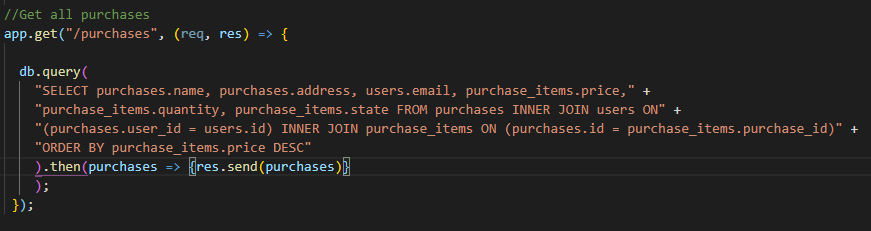 //Get all purchases
app.get("/purchases", (req, res) => {
db.query(
"SELECT purchases.name, purchases.address, users.email, purchase_items.price," +
"purchase_items.quantity, purchase_items.state FROM purchases INNER JOIN users ON" +
"(purchases.user_id = users.id) INNER JOIN purchase_items ON (purchases.id = purchase_items.purchase_id)" +
"ORDER BY purchase_items.price DESC"
).then(purchases => {res.send(purchases)}
);
});